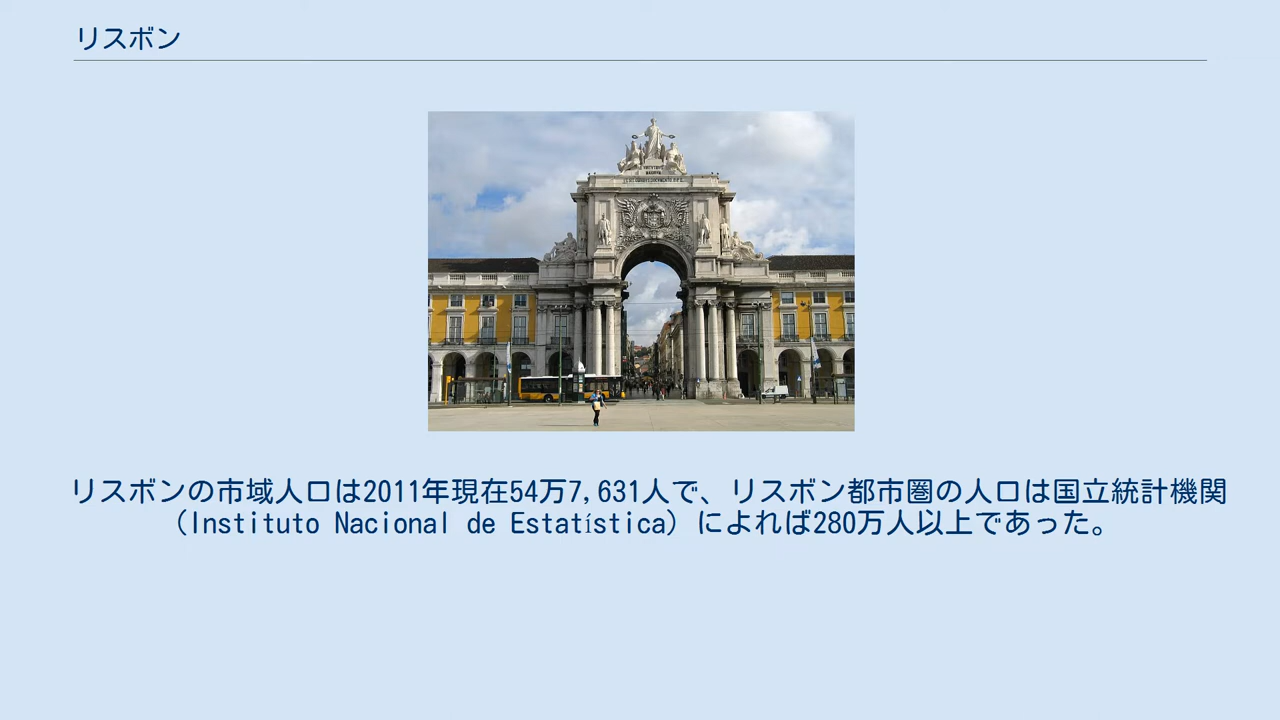 リスボン
リスボンの市域人口は2011年現在54万7,631人で、リスボン都市圏の人口は国立統計機関
（Instituto Nacional de Estatística）によれば280万人以上であった。